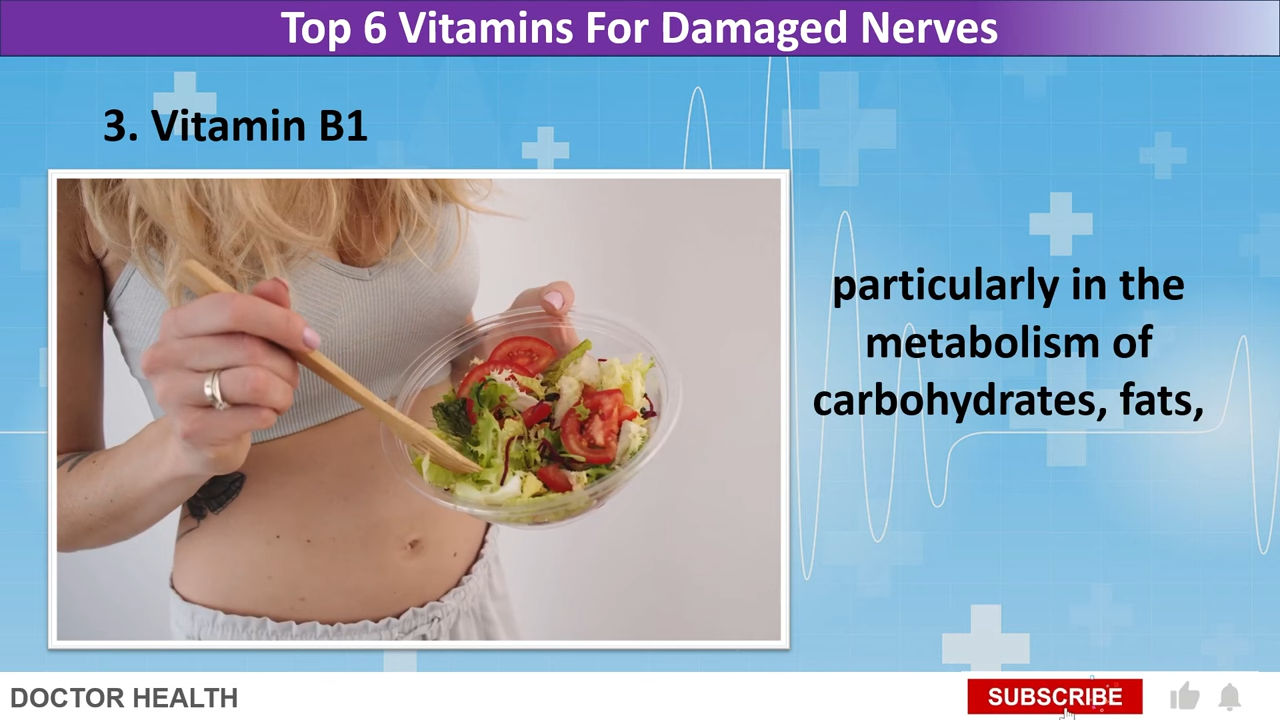 Top 6 Vitamins For Damaged Nerves
3. Vitamin B1
particularly in the
metabolism of
carbohydrates, fats,
DOCTOR HEALTH
SUBSCRIBE